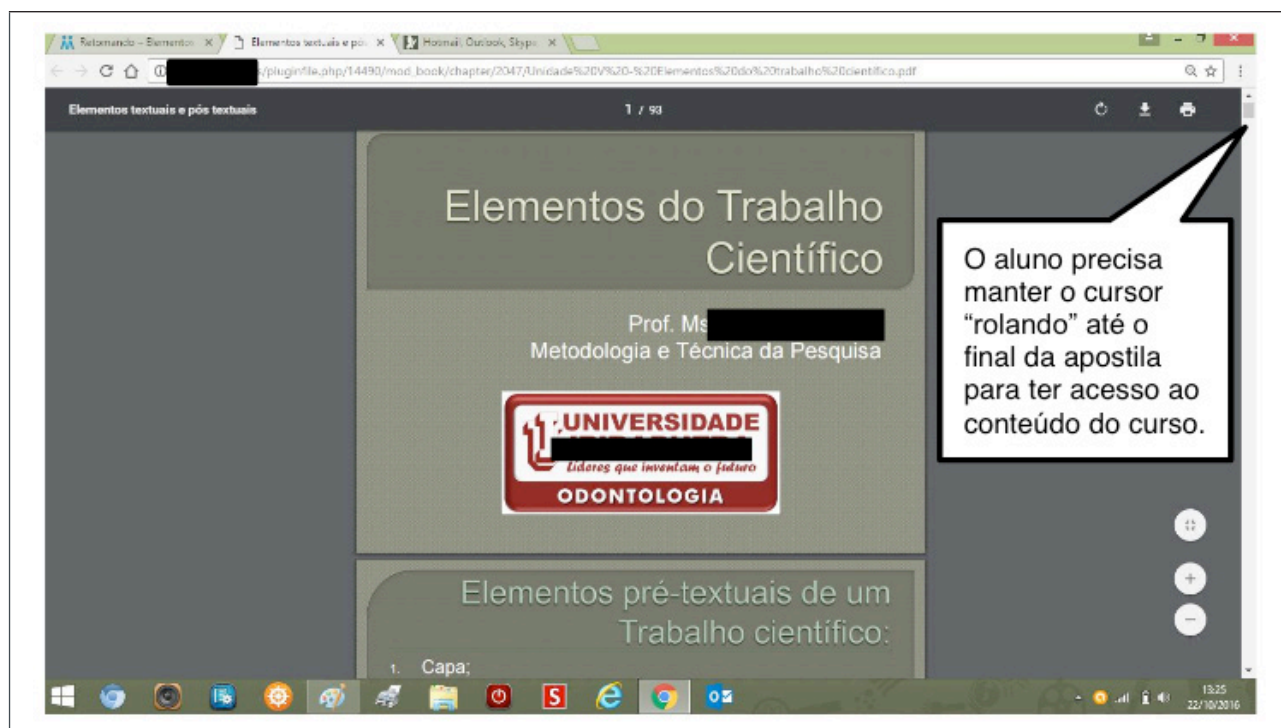 Retomando – Elementos
Elementos textuais e pós
Hotmail, Outlook, Skype
/pluginfile.php/14490/mod_book/chapter/2047/Unidade%20V%20-%20Elementos%20do%20trabalho%20científico.pdf
Elementos textuais e pós textuais
1 / 93
Elementos do Trabalho
Científico
Prof. Ms
Metodologia e Técnica da Pesquisa
UNIVERSIDADE
Líderes que inventam o futuro
ODONTOLOGIA
O aluno precisa
manter o cursor
“rolando” até o
final da apostila
para ter acesso ao
conteúdo do curso.
Elementos pré-textuais de um
Trabalho científico:
1. Capa;
13:25
22/10/2016